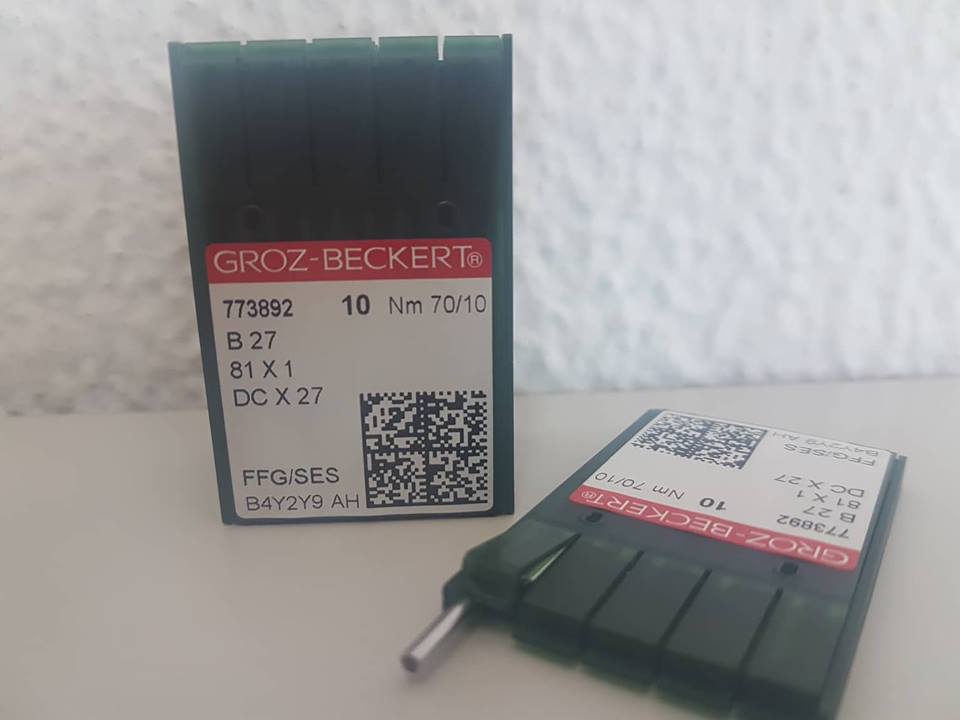 GROZ-BECKERT®
773892 10 Nm 70/10
B 27
81 X 1
DC X 27
FFG/SES
B4Y2Y9 AH
GROZ-BECKERT®
773892 10 Nm 70/10
B 27
81 X 1
DC X 27
FFG/SES
B4Y2Y9 AH